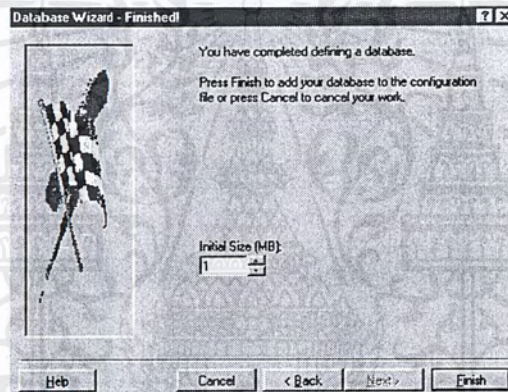 Database Wizard - Finished!
You have completed defining a database.
Press Finish to add your database to the configuration
file or press Cancel to cancel your work.
Initial Size (MB):
1
Help
Cancel
< Back
Next >
Finish